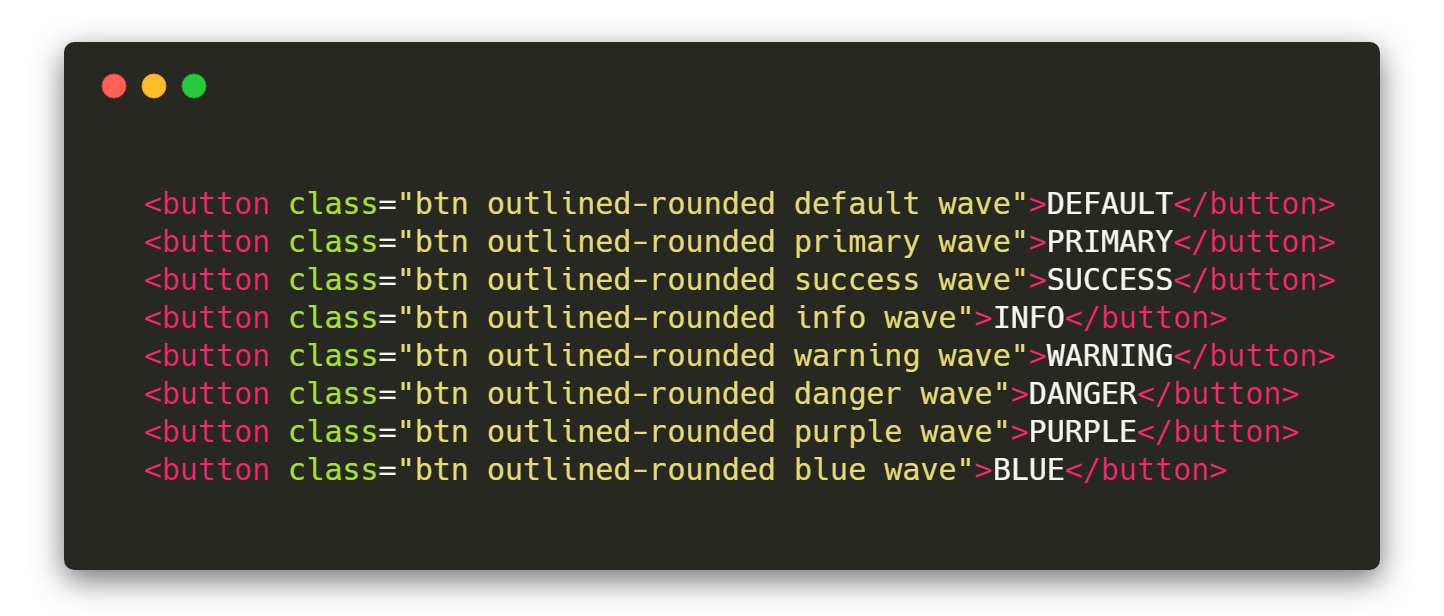 <button class="btn outlined-rounded default wave">DEFAULT</button>
<button class="btn outlined-rounded primary wave">PRIMARY</button>
<button class="btn outlined-rounded success wave">SUCCESS</button>
<button class="btn outlined-rounded info wave">INFO</button>
<button class="btn outlined-rounded warning wave">WARNING</button>
<button class="btn outlined-rounded danger wave">DANGER</button>
<button class="btn outlined-rounded purple wave">PURPLE</button>
<button class="btn outlined-rounded blue wave">BLUE</button>